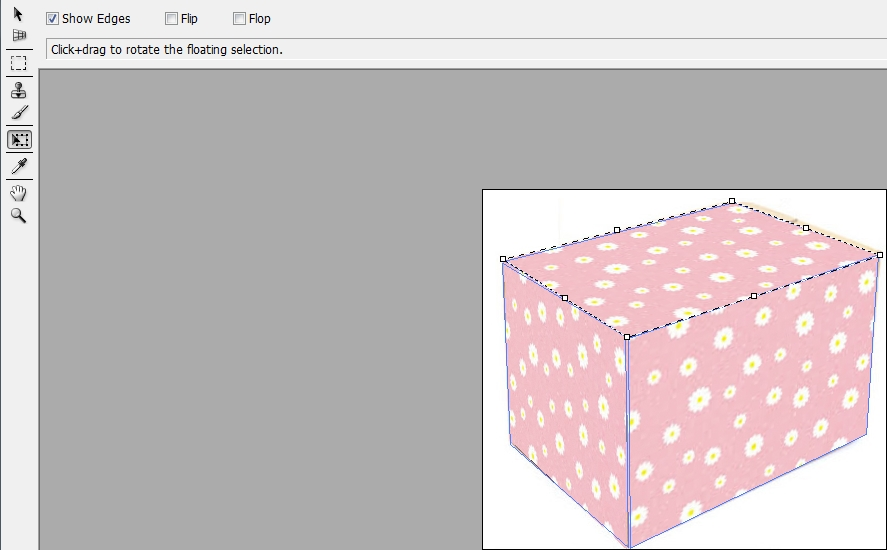 Show Edges Flip Flop
Click+drag to rotate the floating selection.